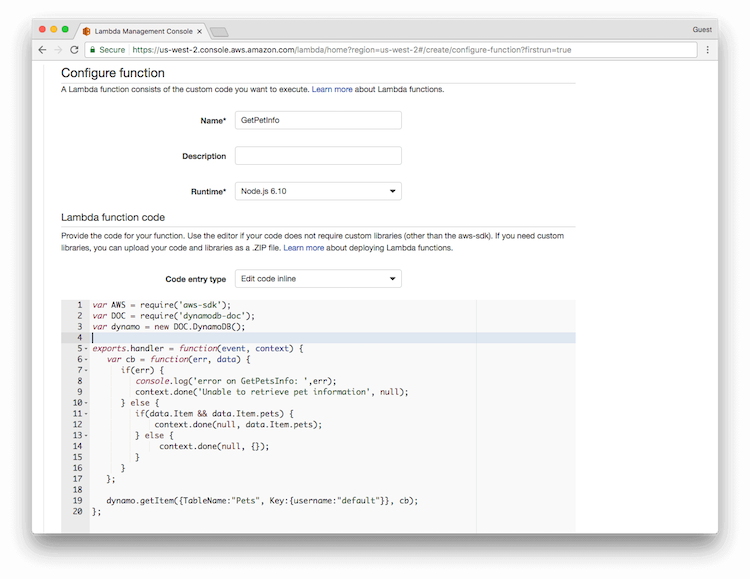 Lambda Management Console
Guest
Secure https://us-west-2.console.aws.amazon.com/lambda/home?region=us-west-2#/create/configure-function?firstrun=true
Configure function
A Lambda function consists of the custom code you want to execute. Learn more about Lambda functions.
Name* GetPetInfo
Description
Runtime* Node.js 6.10
Lambda function code
Provide the code for your function. Use the editor if your code does not require custom libraries (other than the aws-sdk). If you need custom
libraries, you can upload your code and libraries as a .ZIP file. Learn more about deploying Lambda functions.
Code entry type Edit code inline
1 var AWS = require('aws-sdk');
2 var DOC = require('dynamodb-doc');
3 var dynamo = new DOC.DynamoDB();
4
5 exports.handler = function(event, context) {
6 var cb = function(err, data) {
7 if(err) {
8 console.log('error on GetPetsInfo: ',err);
9 context.done('Unable to retrieve pet information', null);
10 } else {
11 if(data.Item && data.Item.pets) {
12 context.done(null, data.Item.pets);
13 } else {
14 context.done(null, {});
15 }
16 }
17 };
18
19 dynamo.getItem({TableName:"Pets", Key:{username:"default"}}, cb);
20 };